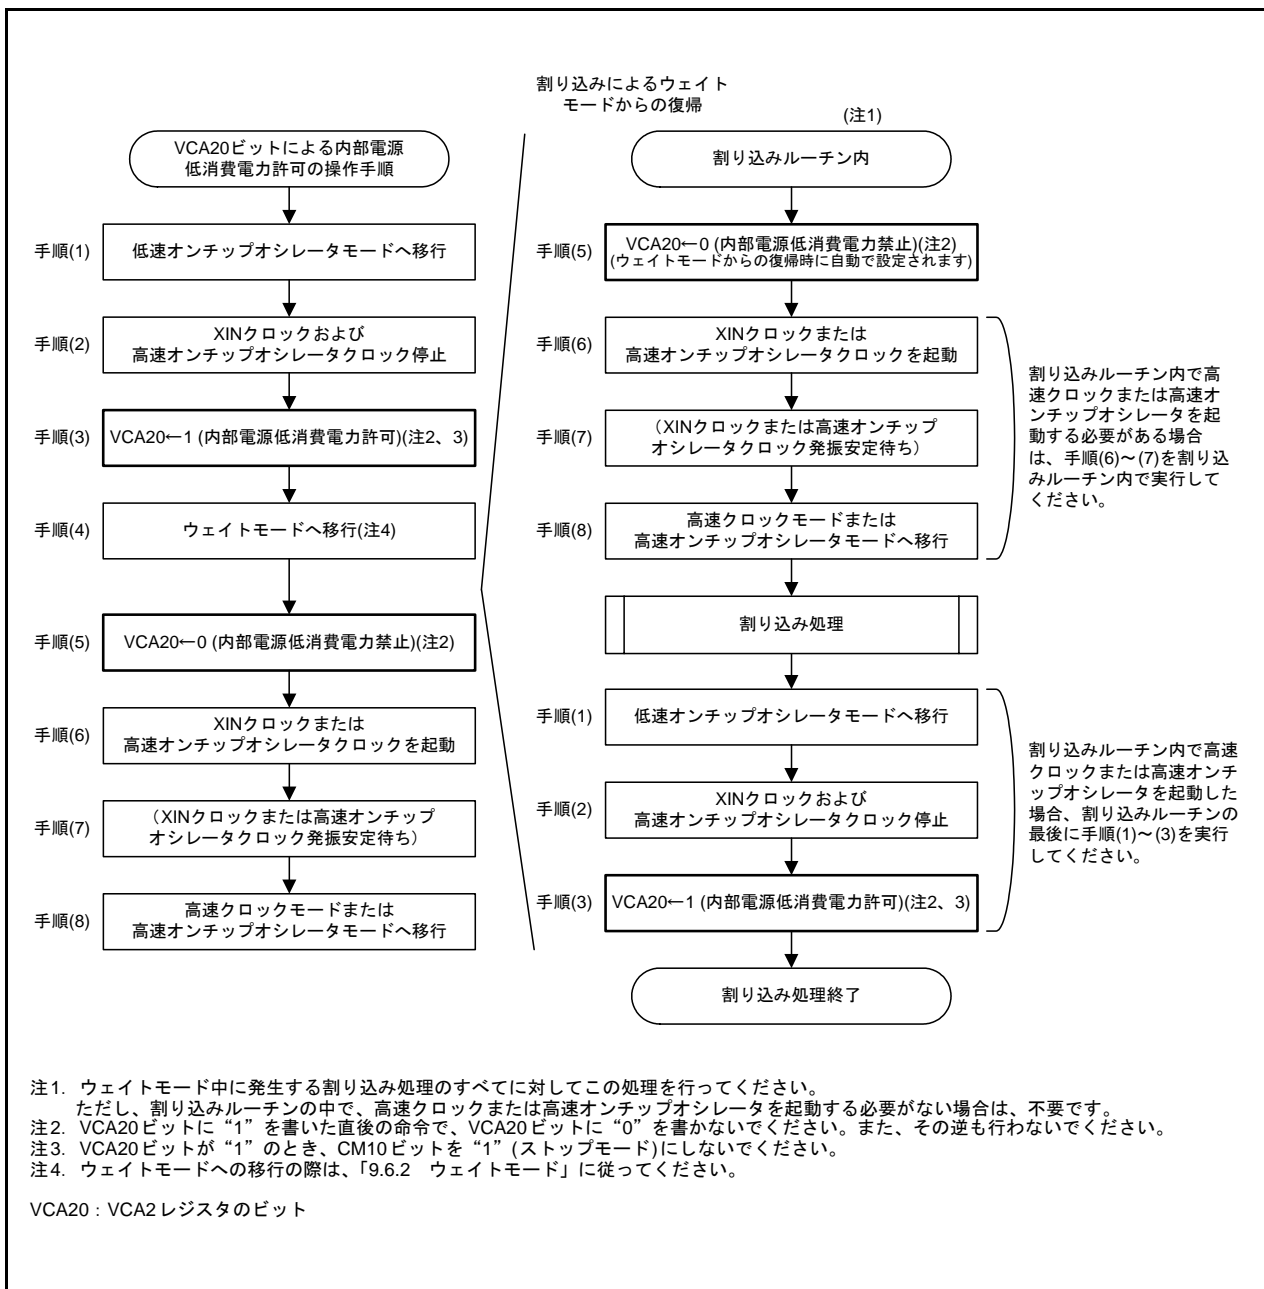 VCA20ビットによる内部電源
低消費電力許可の操作手順
手順(1)
低速オンチップオシレータモードへ移行
手順(2)
XINクロックおよび
高速オンチップオシレータクロック停止
手順(3)
VCA20←1 (内部電源低消費電力許可)(注2、3)
手順(4)
ウェイトモードへ移行(注4)
手順(5)
VCA20←0 (内部電源低消費電力禁止)(注2)
手順(6)
XINクロックまたは
高速オンチップオシレータクロックを起動
手順(7)
（XINクロックまたは高速オンチップ
オシレータクロック発振安定待ち）
手順(8)
高速クロックモードまたは
高速オンチップオシレータモードへ移行
割り込みによるウェイト
モードからの復帰
(注1)
割り込みルーチン内
手順(5)
VCA20←0 (内部電源低消費電力禁止)(注2)
(ウェイトモードからの復帰時に自動で設定されます)
手順(6)
XINクロックまたは
高速オンチップオシレータクロックを起動
手順(7)
（XINクロックまたは高速オンチップ
オシレータクロック発振安定待ち）
手順(8)
高速クロックモードまたは
高速オンチップオシレータモードへ移行
割り込みルーチン内で高
速クロックまたは高速オ
ンチップオシレータを起
動する必要がある場合
は、手順(6)～(7)を割り込
みルーチン内で実行して
ください。
割り込み処理
手順(1)
低速オンチップオシレータモードへ移行
手順(2)
XINクロックおよび
高速オンチップオシレータクロック停止
手順(3)
VCA20←1 (内部電源低消費電力許可)(注2、3)
割り込みルーチン内で高速
クロックまたは高速オンチ
ップオシレータを起動した
場合、割り込みルーチンの
最後に手順(1)～(3)を実行
してください。
割り込み処理終了
注1. ウェイトモード中に発生する割り込み処理のすべてに対してこの処理を行ってください。
ただし、割り込みルーチンの中で、高速クロックまたは高速オンチップオシレータを起動する必要がない場合は、不要です。
注2. VCA20ビットに“1”を書いた直後の命令で、VCA20ビットに“0”を書かないでください。また、その逆も行わないでください。
注3. VCA20ビットが“1”のとき、CM10ビットを“1”(ストップモード)にしないでください。
注4. ウェイトモードへの移行の際は、「9.6.2　ウェイトモード」に従ってください。
VCA20：VCA2レジスタのビット